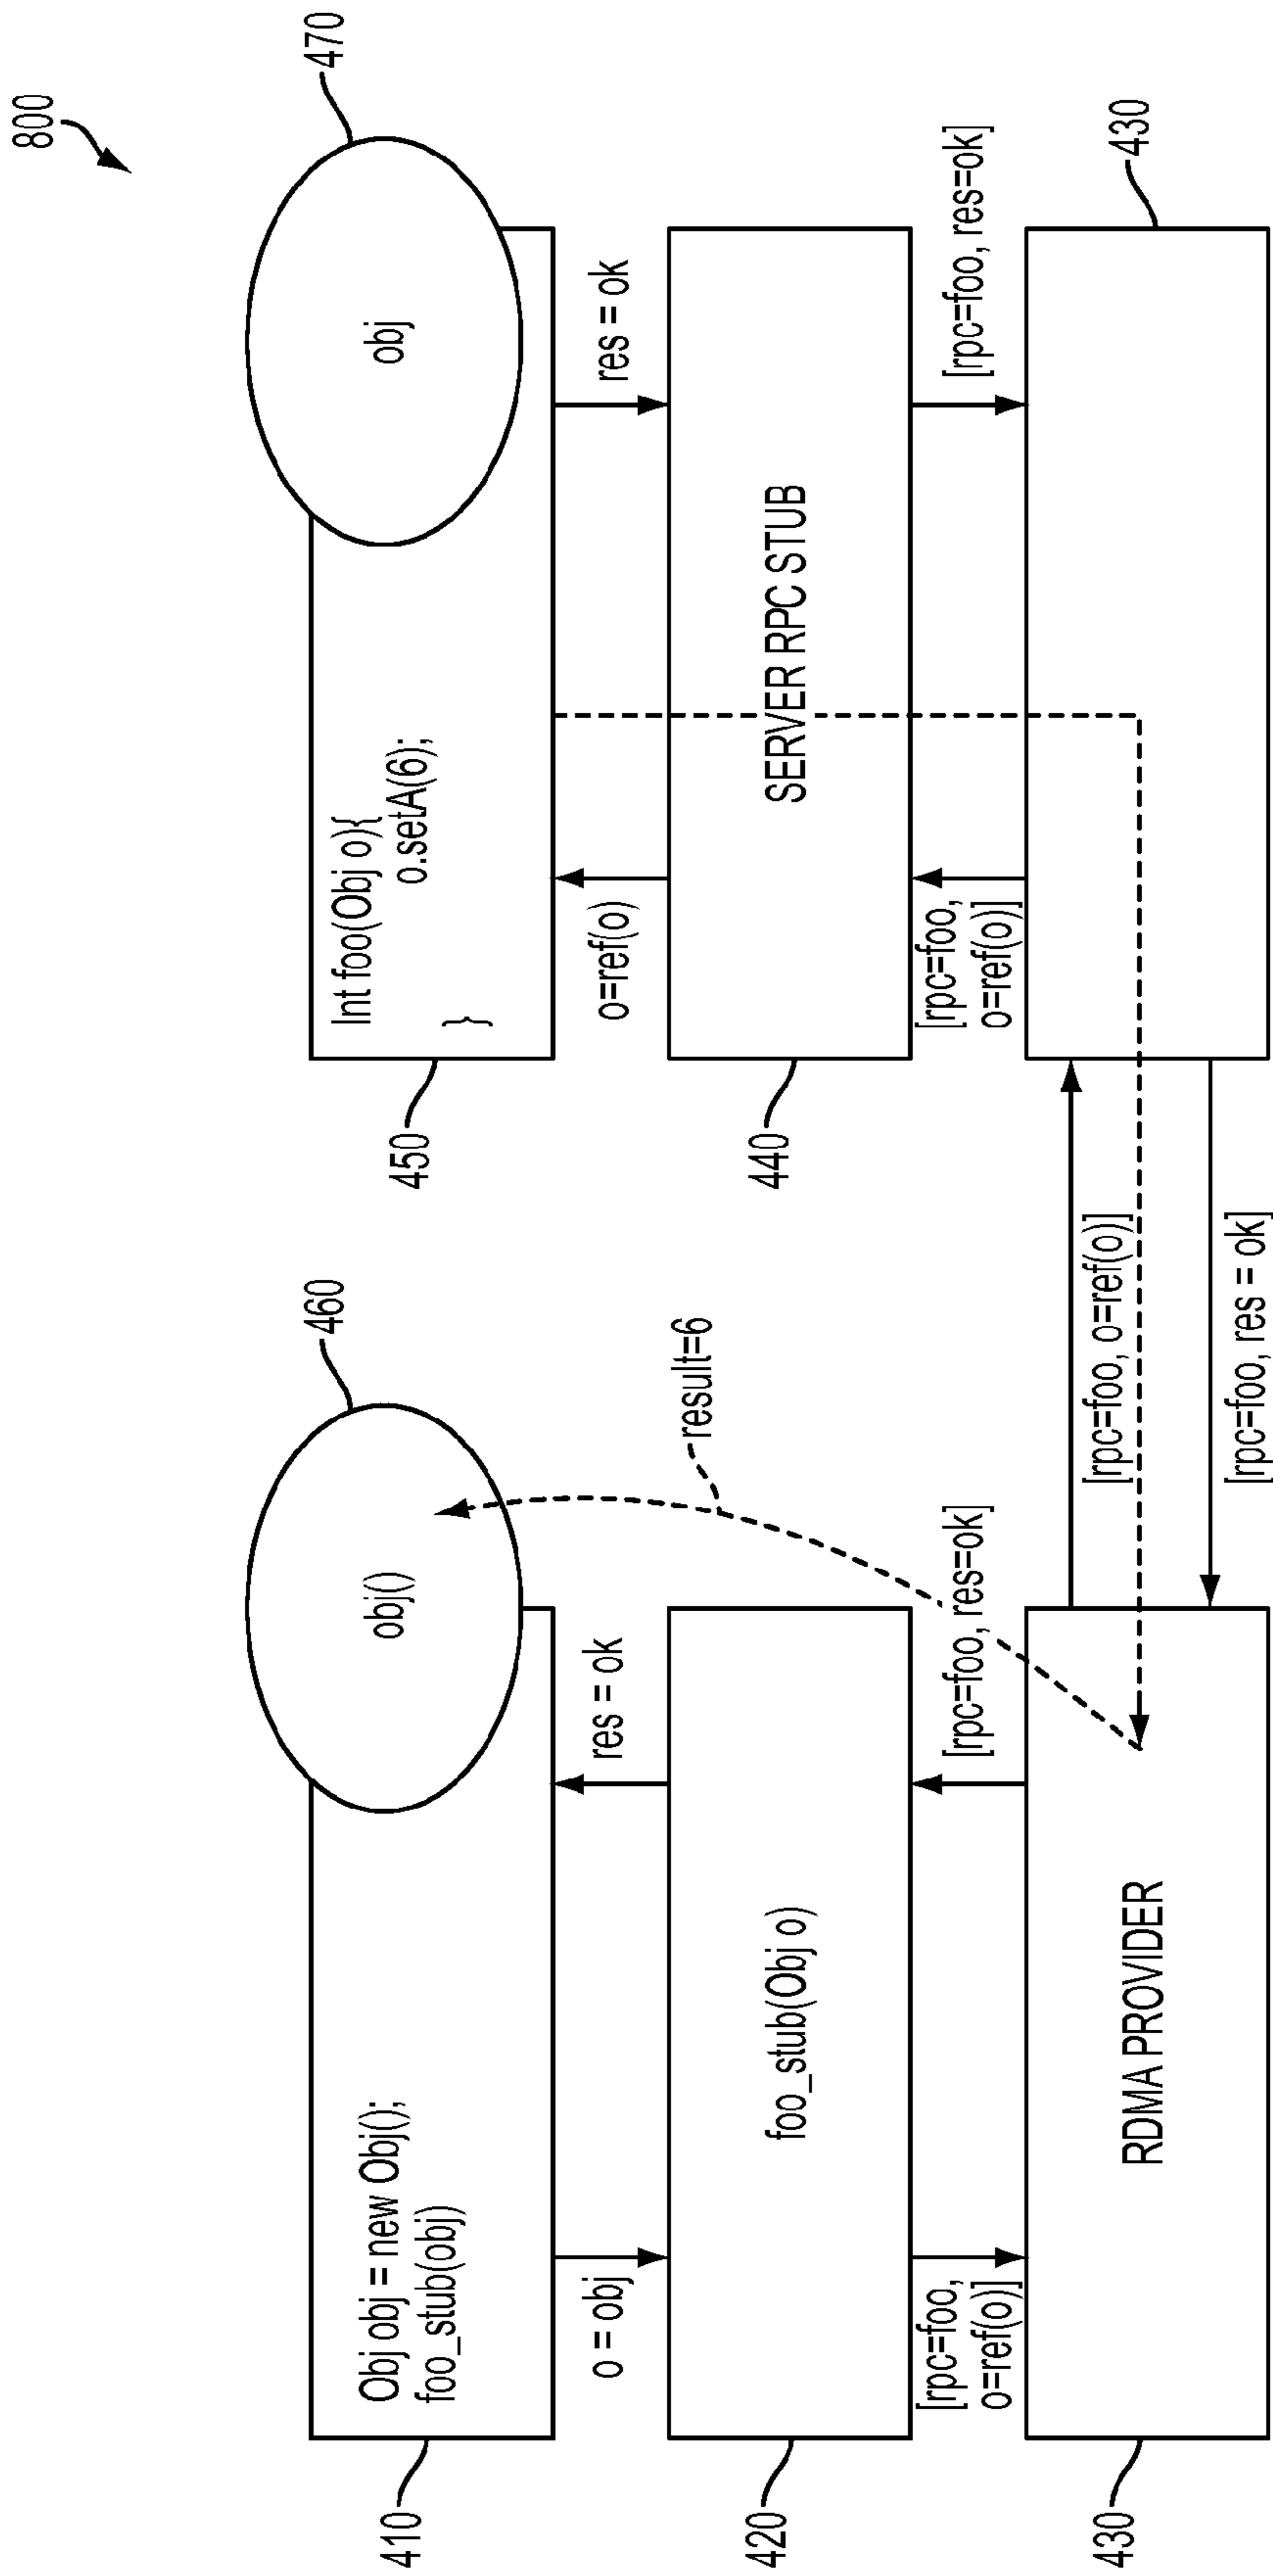 800
460
470
Obj obj = new Obj();
foo_stub(obj)
obj()
Int foo(Obj o){
o.setA(6);
}
obj
410
450
o = obj
res = ok
result=6
o=ref(o)
res = ok
foo_stub(Obj o)
SERVER RPC STUB
420
440
[rpc=foo,
o=ref(o)]
[rpc=foo, res=ok]
[rpc=foo,
o=ref(o)]
[rpc=foo, res=ok]
430
RDMA PROVIDER
[rpc=foo, o=ref(o)]
[rpc=foo, res = ok]
430